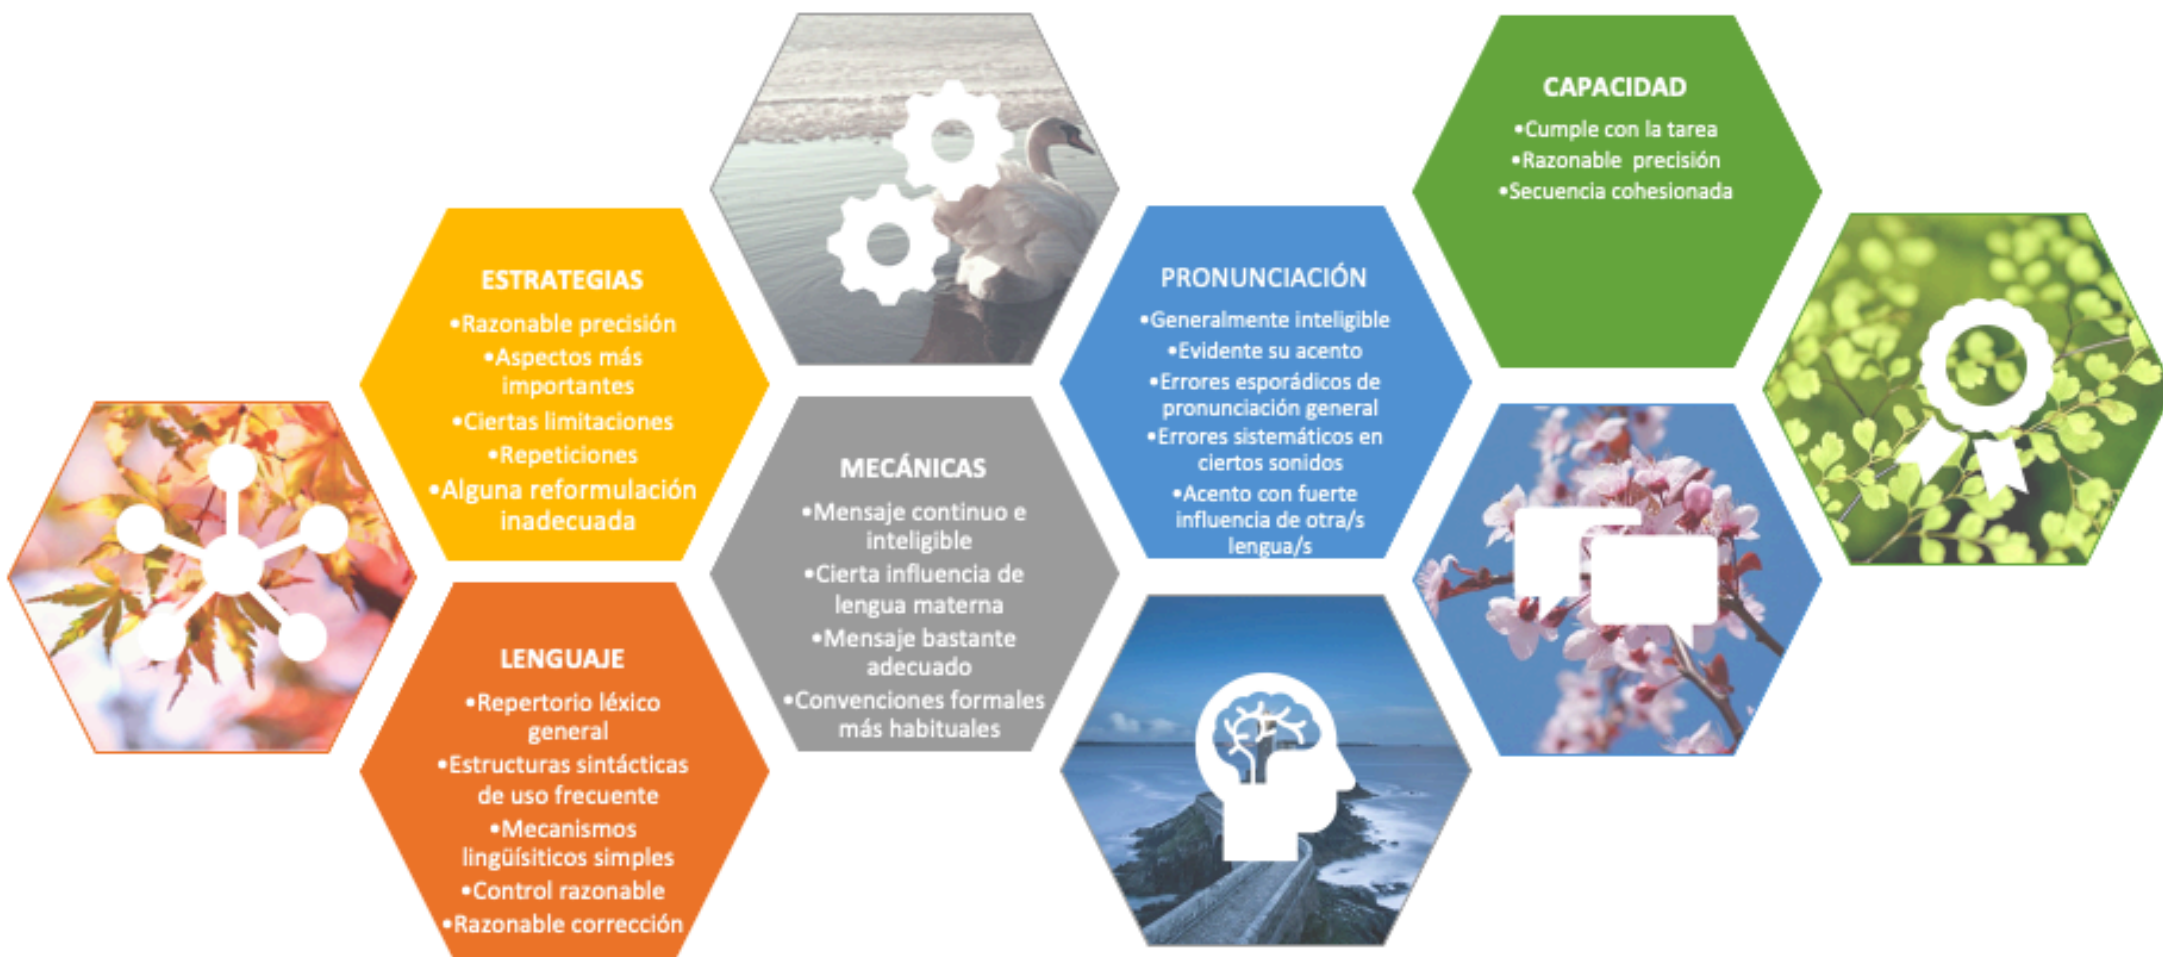 ESTRATEGIAS
•Razonable precisión
•Aspectos más
importantes
•Ciertas limitaciones
•Repeticiones
•Alguna reformulación
inadecuada
LENGUAJE
•Repertorio léxico
general
•Estructuras sintácticas
de uso frecuente
•Mecanismos
lingüísiticos simples
•Control razonable
•Razonable corrección
MECÁNICAS
•Mensaje continuo e
inteligible
•Cierta influencia de
lengua materna
•Mensaje bastante
adecuado
•Convenciones formales
más habituales
PRONUNCIACIÓN
•Generalmente inteligible
•Evidente su acento
•Errores esporádicos de
pronunciación general
•Errores sistemáticos en
ciertos sonidos
•Acento con fuerte
influencia de otra/s
lengua/s
CAPACIDAD
•Cumple con la tarea
•Razonable precisión
•Secuencia cohesionada